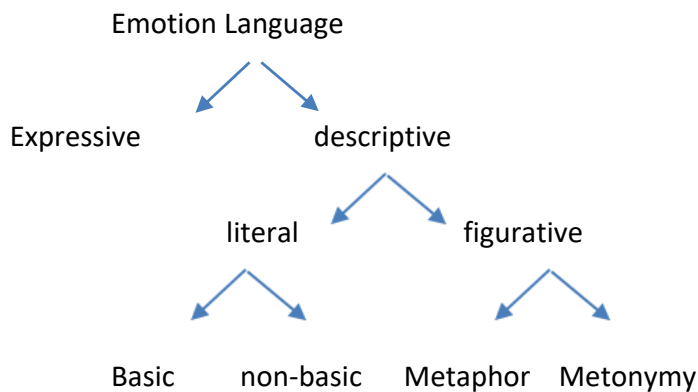 Emotion Language
Expressive descriptive
literal figurative
Basic non-basic Metaphor Metonymy